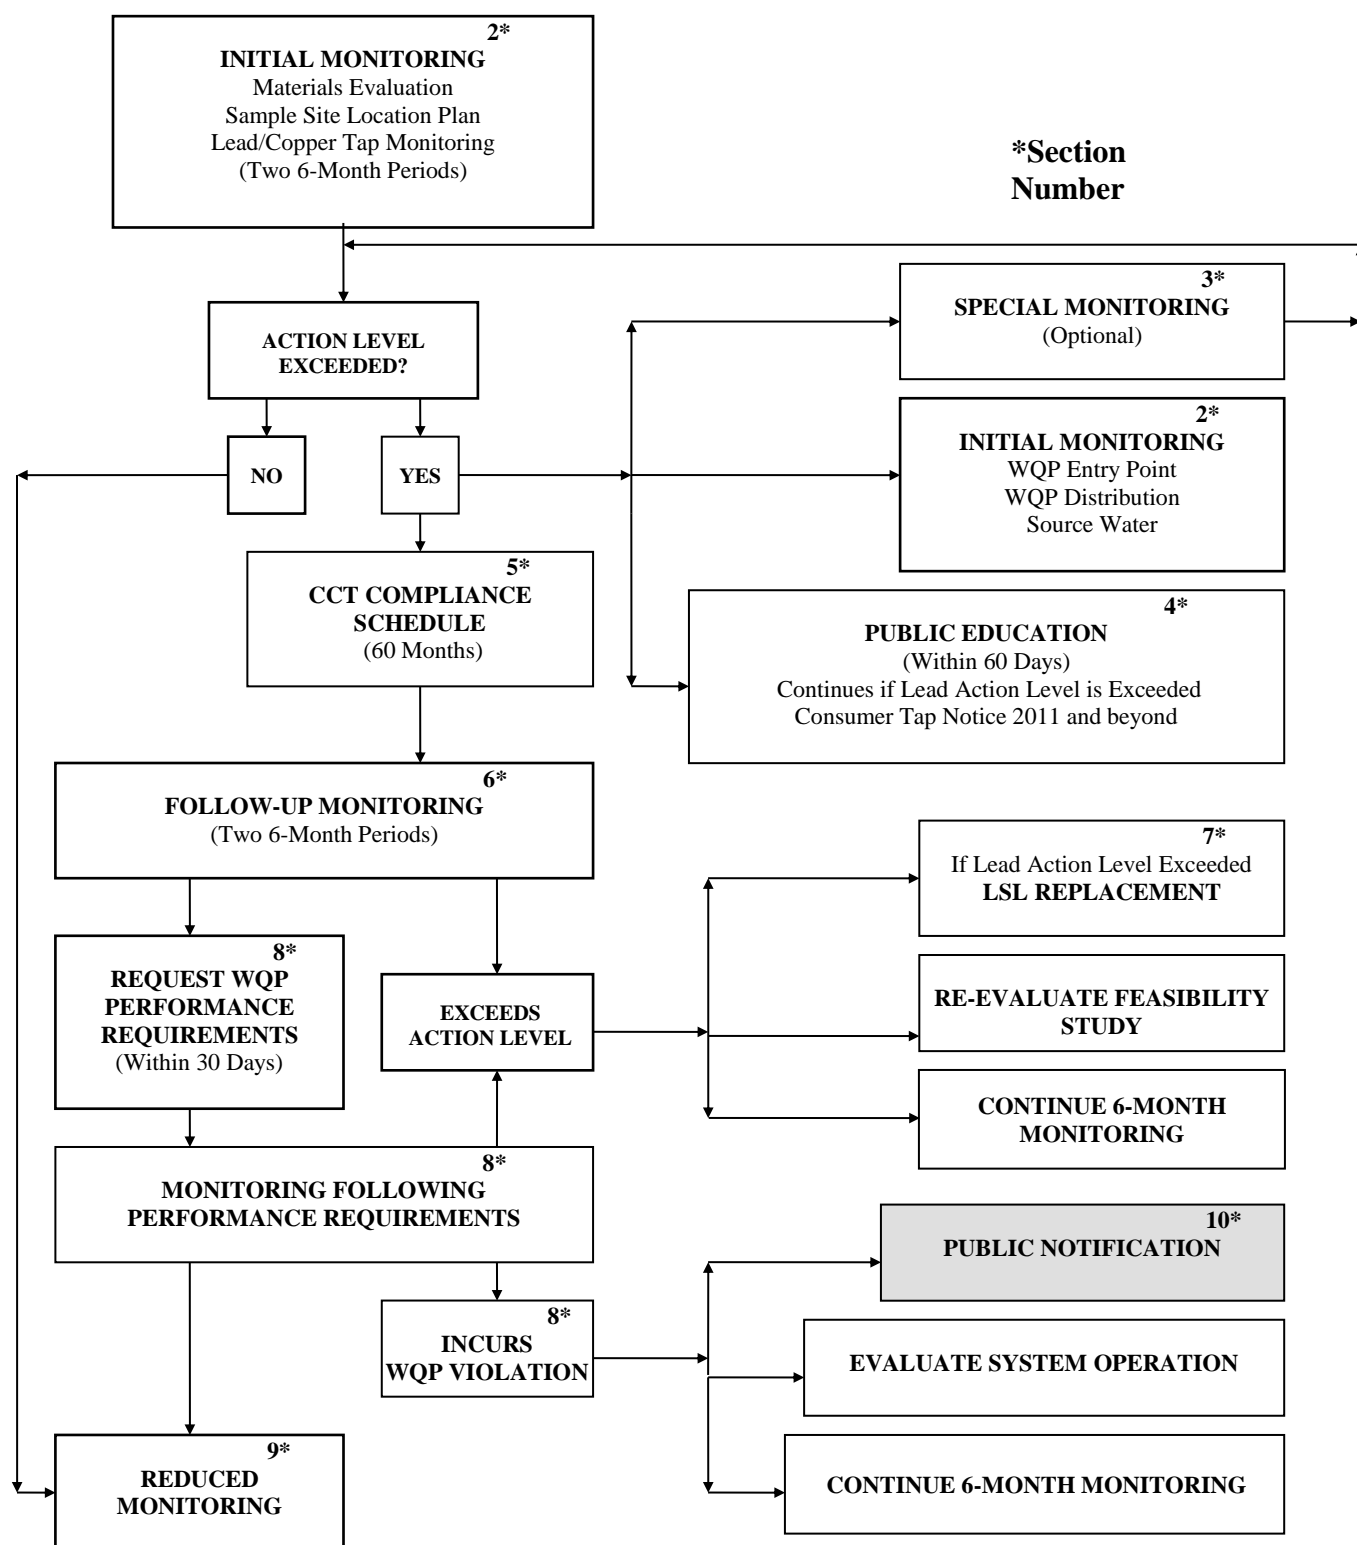 2*
INITIAL MONITORING
Materials Evaluation
Sample Site Location Plan
Lead/Copper Tap Monitoring
(Two 6-Month Periods)
*Section
Number
ACTION LEVEL
EXCEEDED?
NO
YES
3*
SPECIAL MONITORING
(Optional)
2*
INITIAL MONITORING
WQP Entry Point
WQP Distribution
Source Water
5*
CCT COMPLIANCE
SCHEDULE
(60 Months)
4*
PUBLIC EDUCATION
(Within 60 Days)
Continues if Lead Action Level is Exceeded
Consumer Tap Notice 2011 and beyond
6*
FOLLOW-UP MONITORING
(Two 6-Month Periods)
7*
If Lead Action Level Exceeded
LSL REPLACEMENT
8*
REQUEST WQP
PERFORMANCE
REQUIREMENTS
(Within 30 Days)
EXCEEDS
ACTION LEVEL
RE-EVALUATE FEASIBILITY
STUDY
CONTINUE 6-MONTH
MONITORING
8*
MONITORING FOLLOWING
PERFORMANCE REQUIREMENTS
10*
PUBLIC NOTIFICATION
8*
INCURS
WQP VIOLATION
EVALUATE SYSTEM OPERATION
9*
REDUCED
MONITORING
CONTINUE 6-MONTH MONITORING